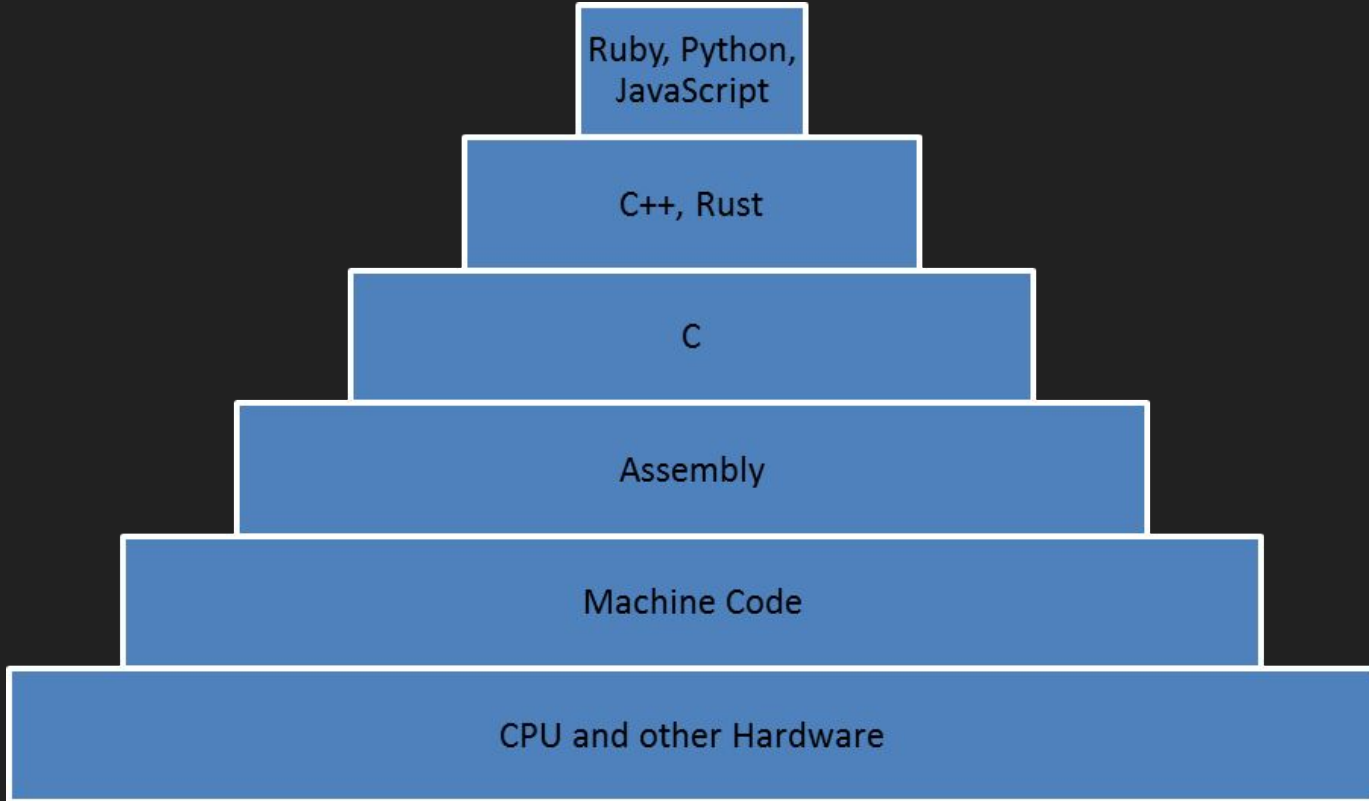 Ruby, Python,
JavaScript
C++, Rust
C
Assembly
Machine Code
CPU and other Hardware